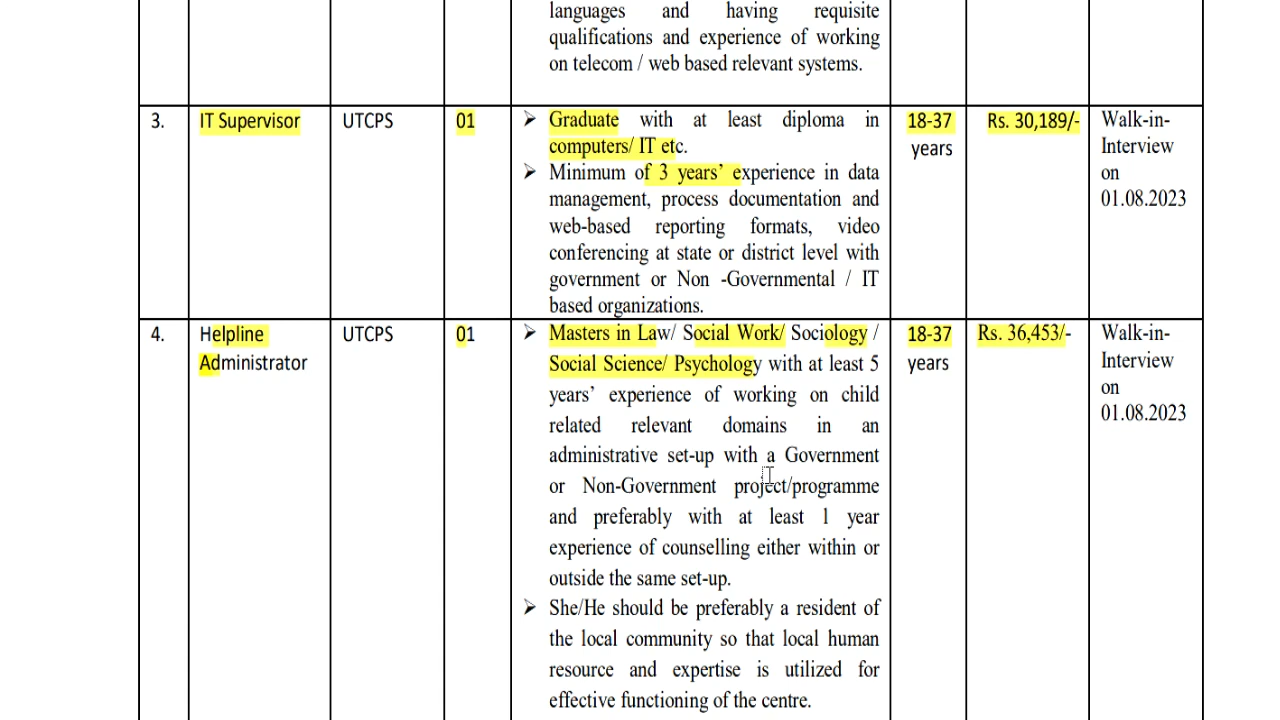 languages and having requisite
qualifications and experience of working
on telecom / web based relevant systems.
3. IT Supervisor UTCPS 01 ➢ Graduate with at least diploma in 18-37 Rs. 30,189/- Walk-in-
computers/ IT etc. years Interview
➢ Minimum of 3 years’ experience in data on
management, process documentation and 01.08.2023
web-based reporting formats, video
conferencing at state or district level with
government or Non -Governmental / IT
based organizations.
4. Helpline UTCPS 01 ➢ Masters in Law/ Social Work/ Sociology / 18-37 Rs. 36,453/- Walk-in-
Administrator Social Science/ Psychology with at least 5 years Interview
years’ experience of working on child on
related relevant domains in an 01.08.2023
administrative set-up with a Government
or Non-Government project/programme
and preferably with at least 1 year
experience of counselling either within or
outside the same set-up.
➢ She/He should be preferably a resident of
the local community so that local human
resource and expertise is utilized for
effective functioning of the centre.